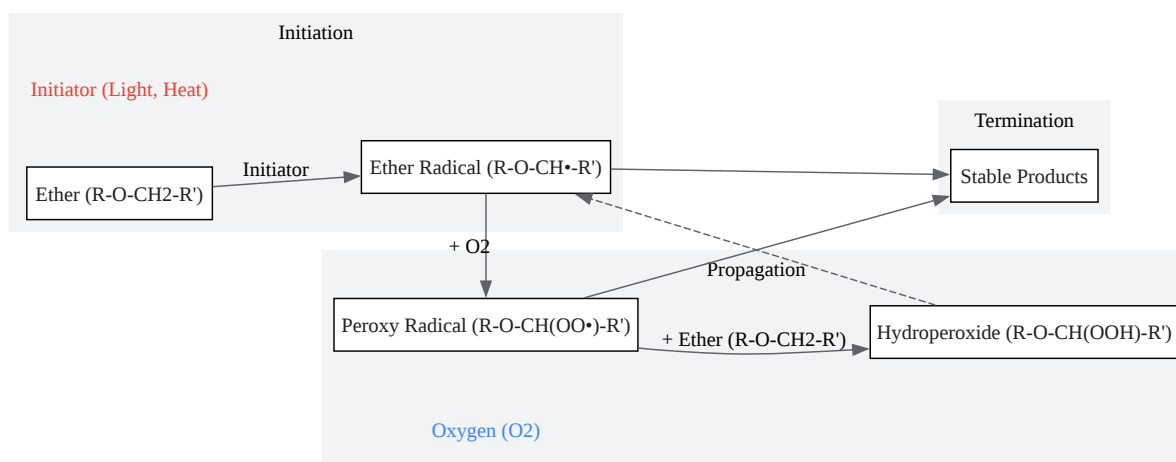 Initiation
Initiator (Light, Heat)
Ether (R-O-CH2-R')
Initiator
Ether Radical (R-O-CH•-R')
Termination
Stable Products
+ O2
Propagation
Peroxy Radical (R-O-CH(OO•)-R')
+ Ether (R-O-CH2-R')
Hydroperoxide (R-O-CH(OOH)-R')
Oxygen (O2)